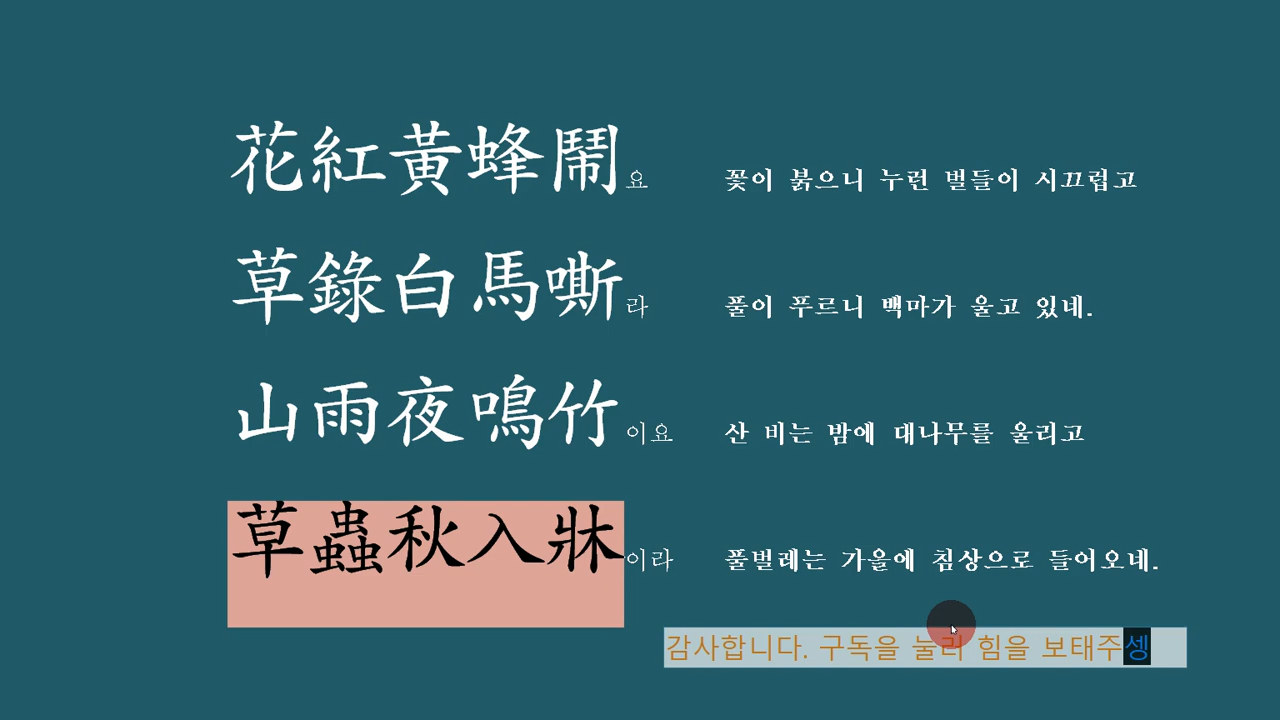 花紅黃蜂鬧요 꽃이 붉으니 누런 벌들이 시끄럽고
草錄白馬嘶라 풀이 푸르니 백마가 울고 있네.
山雨夜鳴竹이요 산 비는 밤에 대나무를 울리고
草蟲秋入牀이라 풀벌레는 가을에 침상으로 들어오네.
감사합니다. 구독을 눌러 힘을 보태주셍